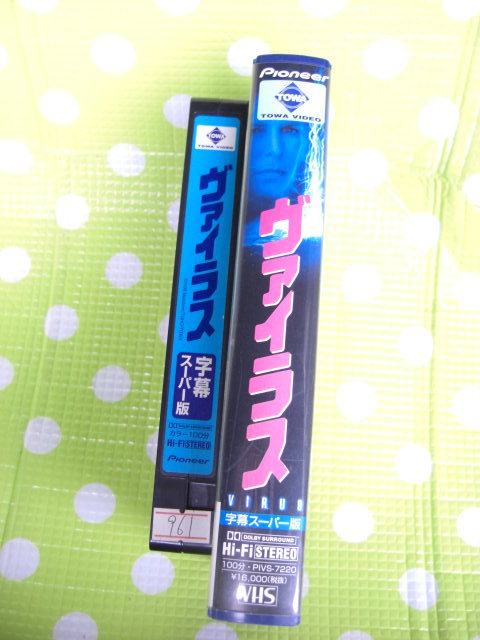 TOWA
TOWA VIDEO
ヴァイラス
字幕
スーパー版
カラー100分
Hi-Fi STEREO
Pioneer
961
Pioneer
TOWA
TOWA VIDEO
ヴァイラス
VIRUS
字幕スーパー版
DOLBY SURROUND
Hi-Fi STEREO
100分・PIVS-7220
¥16,000(税抜)
VHS